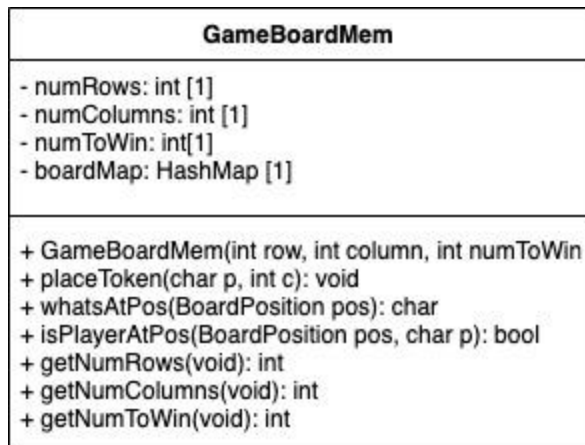 GameBoardMem
- numRows: int [1]
- numColumns: int [1]
- numToWin: int[1]
- boardMap: HashMap [1]
+ GameBoardMem(int row, int column, int numToWin
+ placeToken(char p, int c): void
+ whatsAtPos(BoardPosition pos): char
+ isPlayerAtPos(BoardPosition pos, char p): bool
+ getNumRows(void): int
+ getNumColumns(void): int
+ getNumToWin(void): int